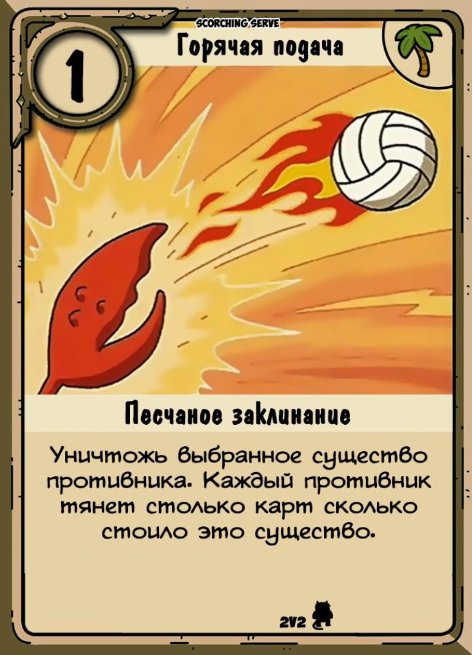 SCORCHING SERVE
Горячая подача
1
Песчаное заклинание
Уничтожь выбранное существо
противника. Каждый противник
тянет столько карт сколько
стоило это существо.
2V2